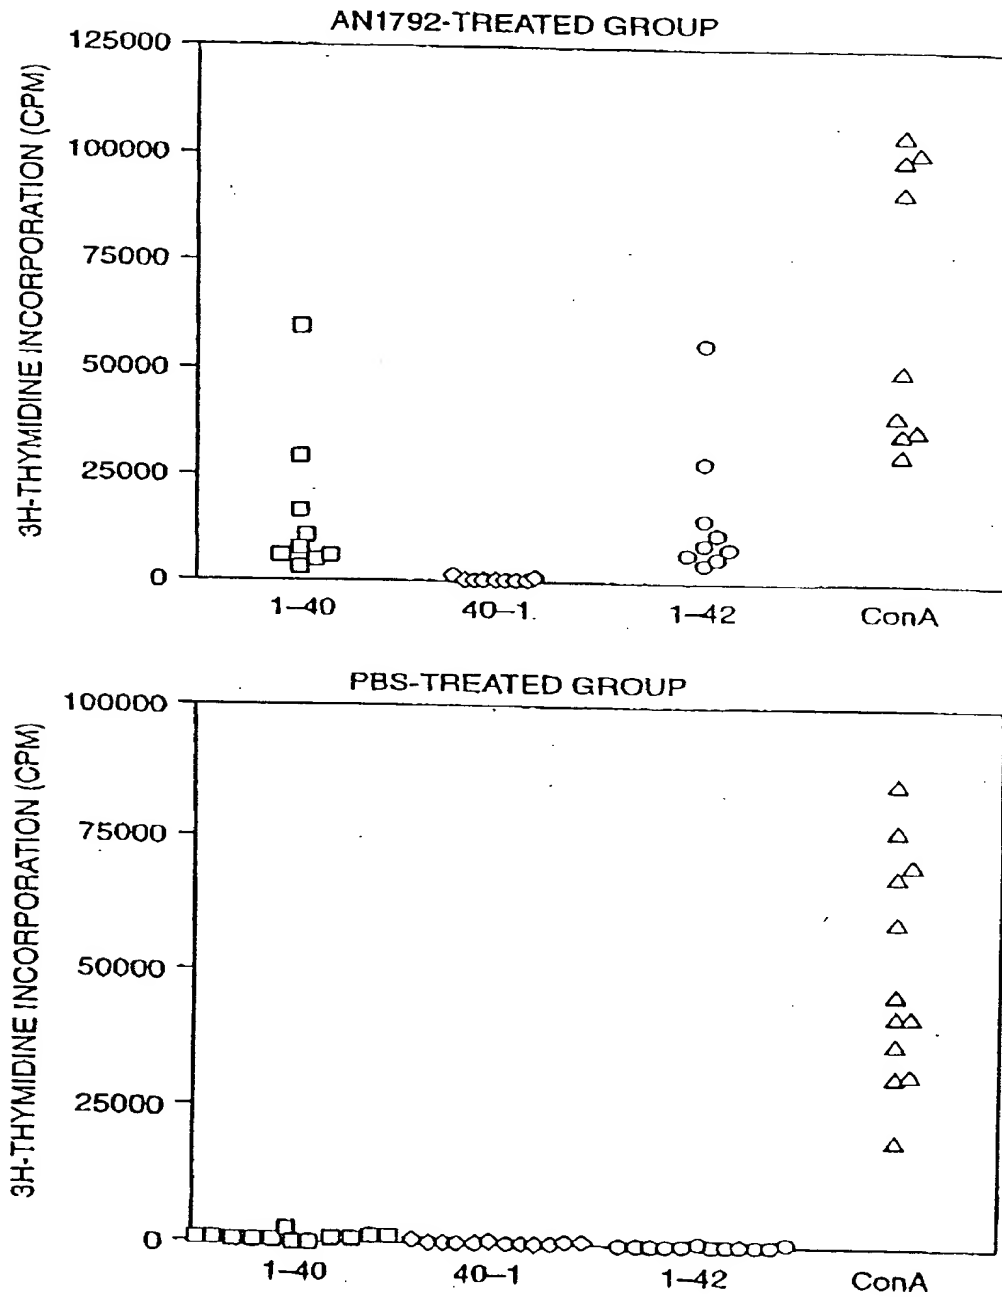 AN1792-TREATED GROUP
3H-THYMIDINE INCORPORATION (CPM)
125000
100000
75000
50000
25000
0
1–40
40–1.
1–42
ConA
PBS-TREATED GROUP
3H-THYMIDINE INCORPORATION (CPM)
100000
75000
50000
25000
0
1–40
40–1
1–42
ConA